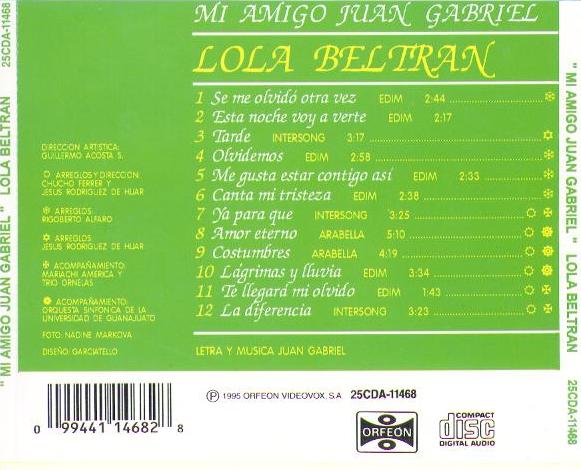 MI AMIGO JUAN GABRIEL
LOLA BELTRAN
1 Se me olvidó otra vez EDIM 2:44
2 Esta noche voy a verte EDIM 2:17
3 Tarde INTERSONG 3:17
4 Olvidemos EDIM 2:58
5 Me gusta estar contigo así EDIM 2:33
6 Canta mi tristeza EDIM 2:38
7 Ya para que INTERSONG 3:25
8 Amor eterno ARABELLA 5:10
9 Costumbres ARABELLA 4:19
10 Lágrimas y lluvia EDIM 3:34
11 Te llegará mi olvido EDIM 1:43
12 La diferencia INTERSONG 3:23
LETRA Y MUSICA JUAN GABRIEL
DIRECCION ARTISTICA:
GUILLERMO ACOSTA S.
ARREGLOS Y DIRECCION:
CHUCHO FERRER Y
JESUS RODRIGUEZ DE HIJAR
ARREGLOS:
RIGOBERTO ALFARO
ARREGLOS:
JESUS RODRIGUEZ DE HIJAR
ACOMPAÑAMIENTO:
MARIACHI AMERICA Y
TRIO ORNELAS
ACOMPAÑAMIENTO:
ORQUESTA SINFONICA DE LA
UNIVERSIDAD DE GUANAJUATO
FOTO: NADINE MARKOVA
DISEÑO: GARCIATELLO
0 99441 14682 8
Ⓟ 1995 ORFEON VIDEOVOX, S.A. 25CDA-11468
ORFEON
COMPACT
disc
DIGITAL AUDIO
" MI AMIGO JUAN GABRIEL " LOLA BELTRAN 25CDA-11468
" MI AMIGO JUAN GABRIEL " LOLA BELTRAN 25CDA-11468